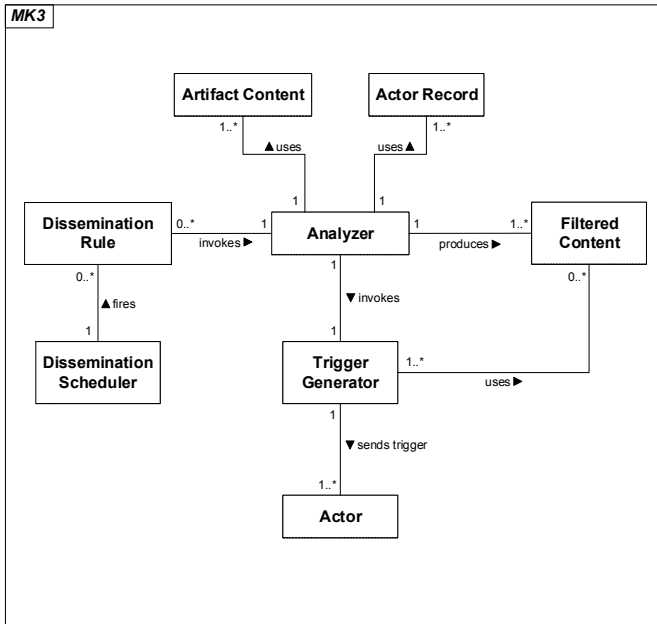 MK3
Artifact Content
Actor Record
1..*
1..*
▲uses
uses▲
1
1
Dissemination
Rule
0..*
1
invokes►
Analyzer
1
1..*
produces►
Filtered
Content
0..*
▲fires
1
1
▼invokes
1
0..*
Dissemination
Scheduler
Trigger
Generator
1..*
uses►
1
▼sends trigger
1..*
Actor